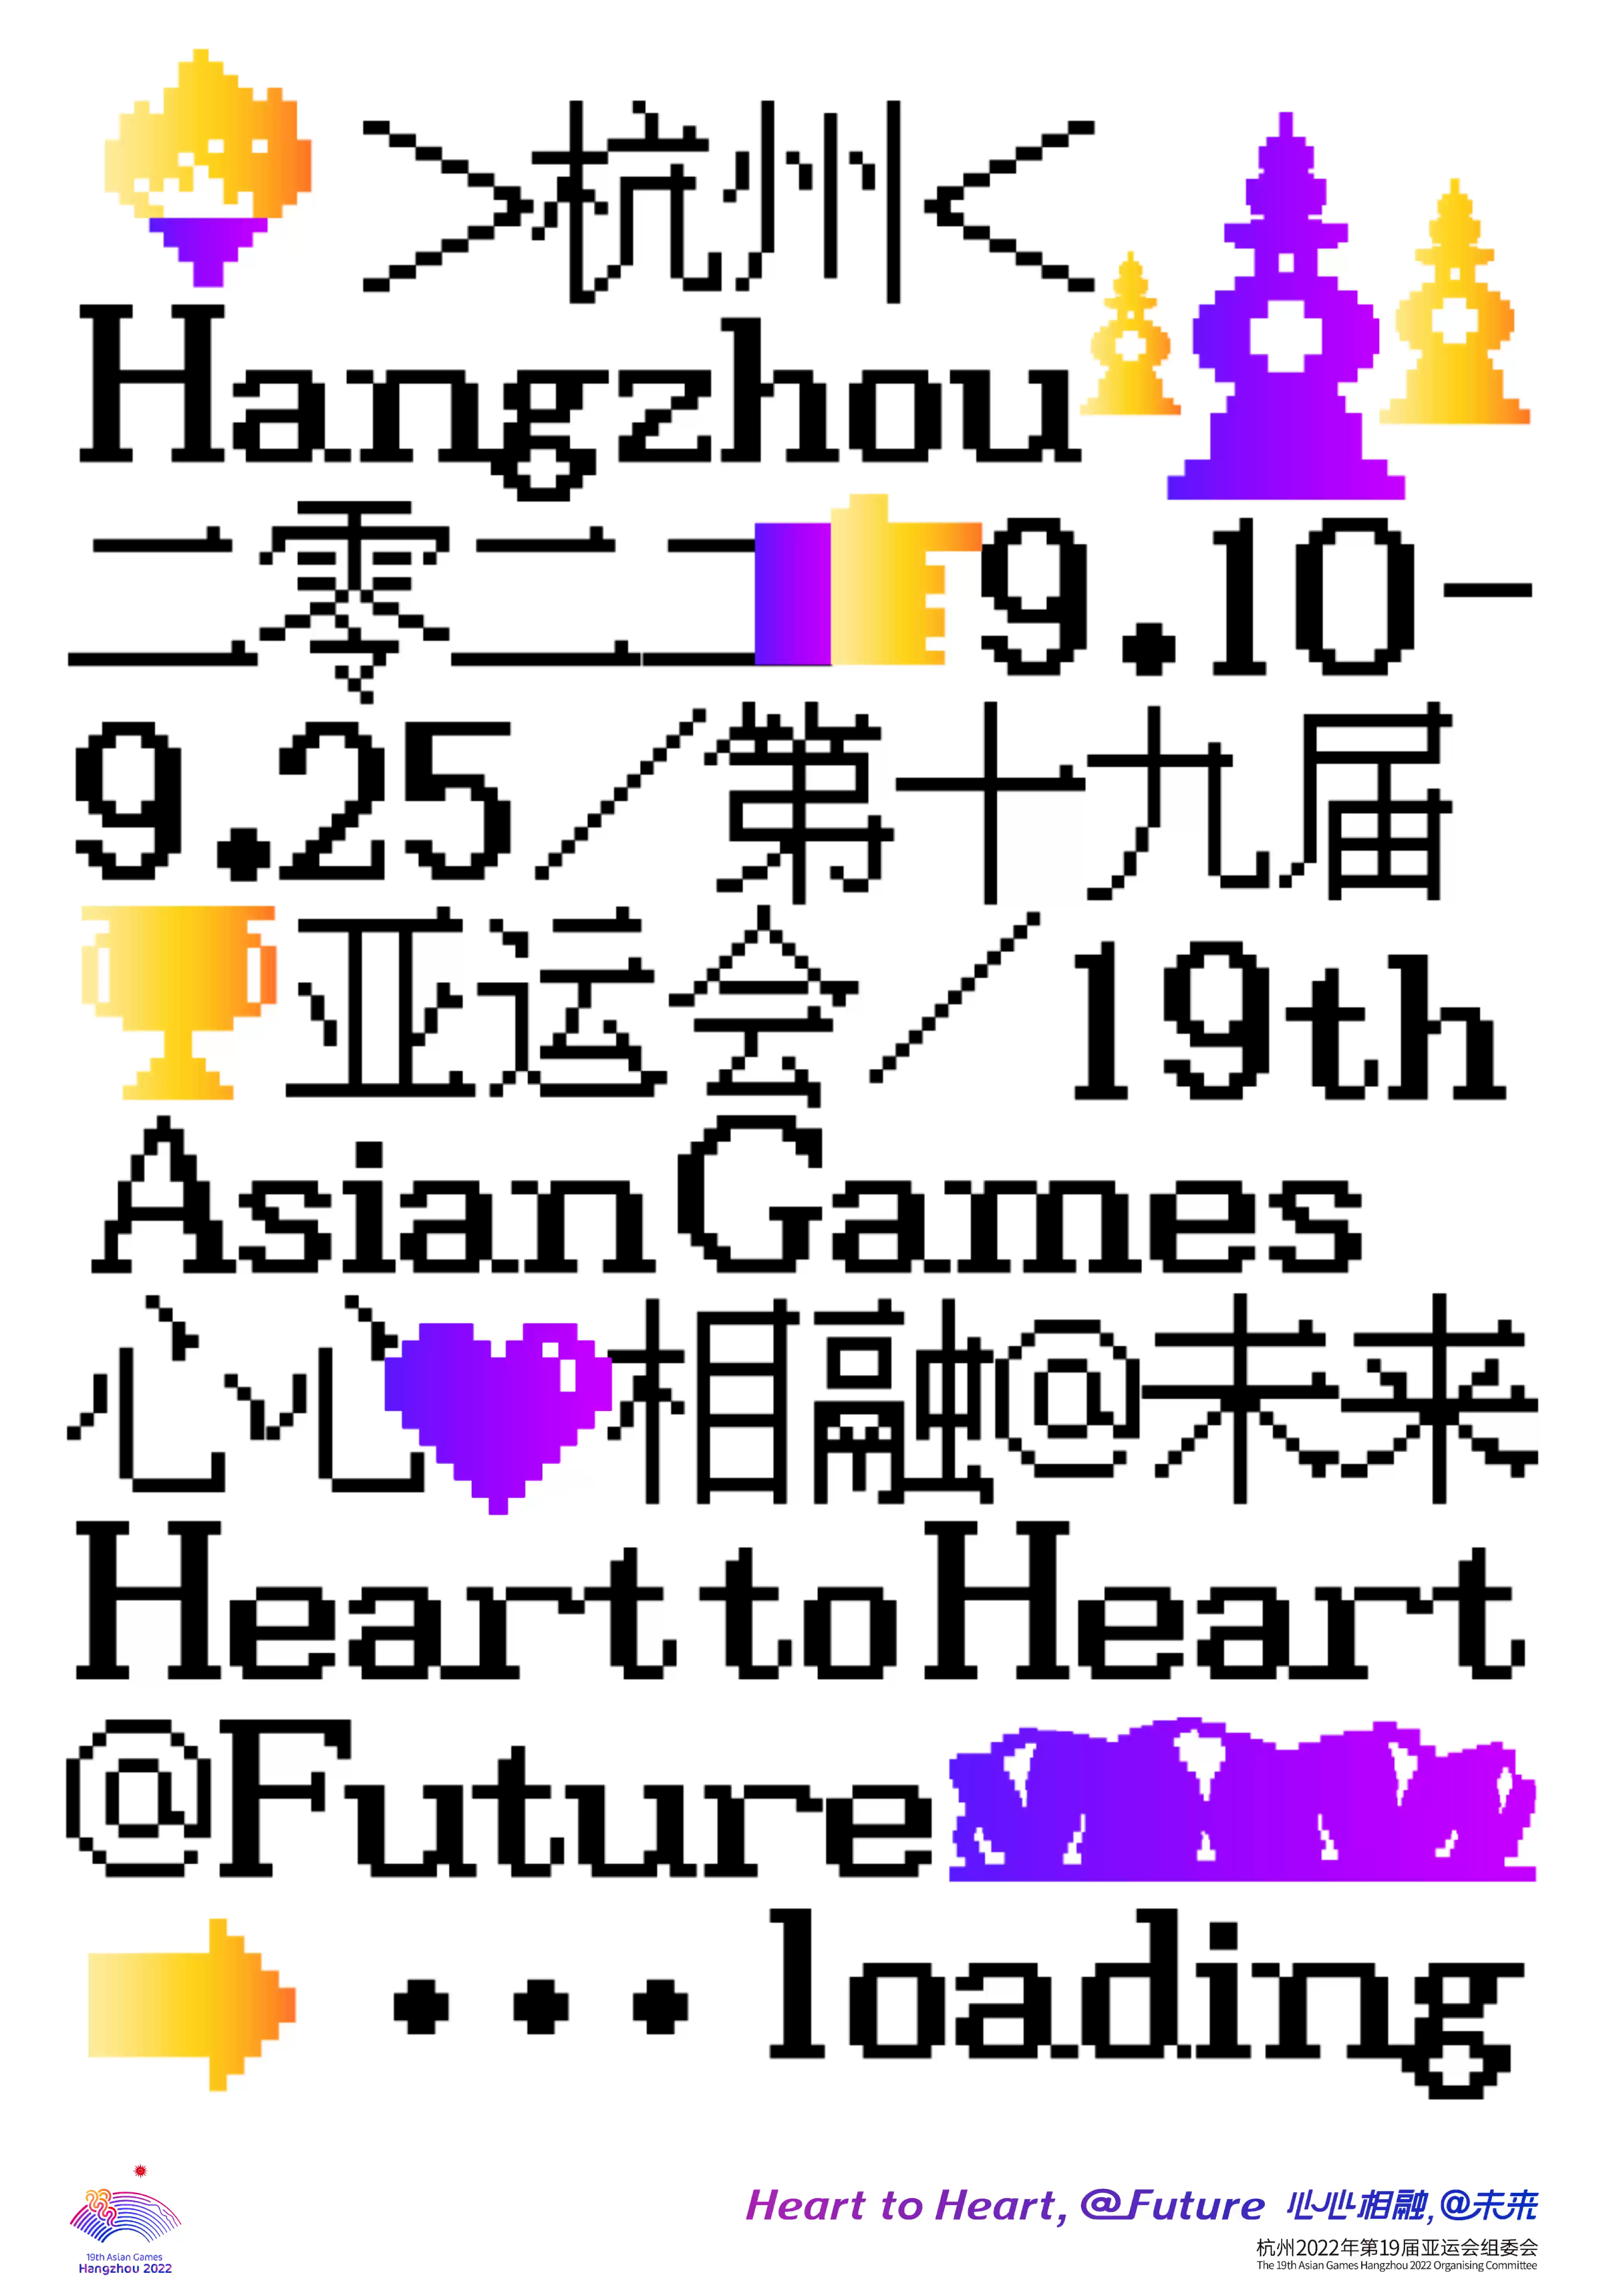 >杭州<
Hangzhou
二零二二 9.10—
9.25／第十九届
亚运会／19th
Asian Games
心心相融@未来
Heart to Heart
@Future
···loading
19th Asian Games
Hangzhou 2022
Heart to Heart, @Future 心心相融,@未来
杭州2022年第19届亚运会组委会
The 19th Asian Games Hangzhou 2022 Organising Committee